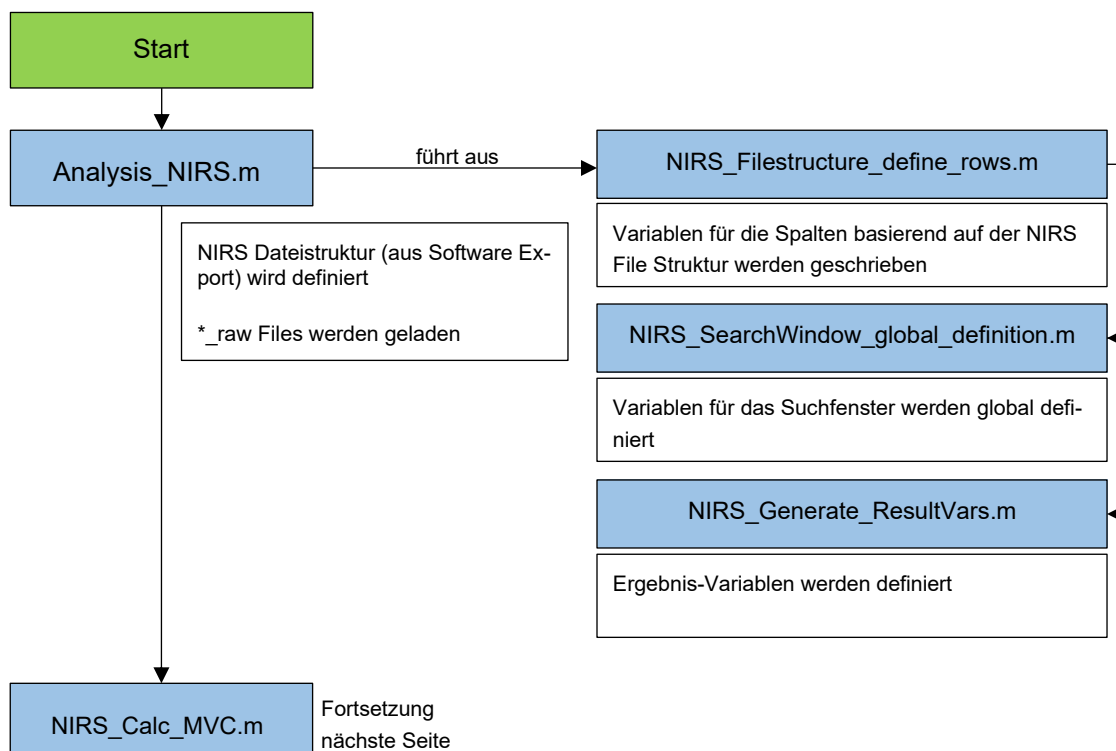 Start
Analysis_NIRS.m
führt aus
NIRS_Filestructure_define_rows.m
NIRS Dateistruktur (aus Software Ex-
port) wird definiert
*_raw Files werden geladen
Variablen für die Spalten basierend auf der NIRS
File Struktur werden geschrieben
NIRS_SearchWindow_global_definition.m
Variablen für das Suchfenster werden global defi-
niert
NIRS_Generate_ResultVars.m
Ergebnis-Variablen werden definiert
NIRS_Calc_MVC.m
Fortsetzung
nächste Seite